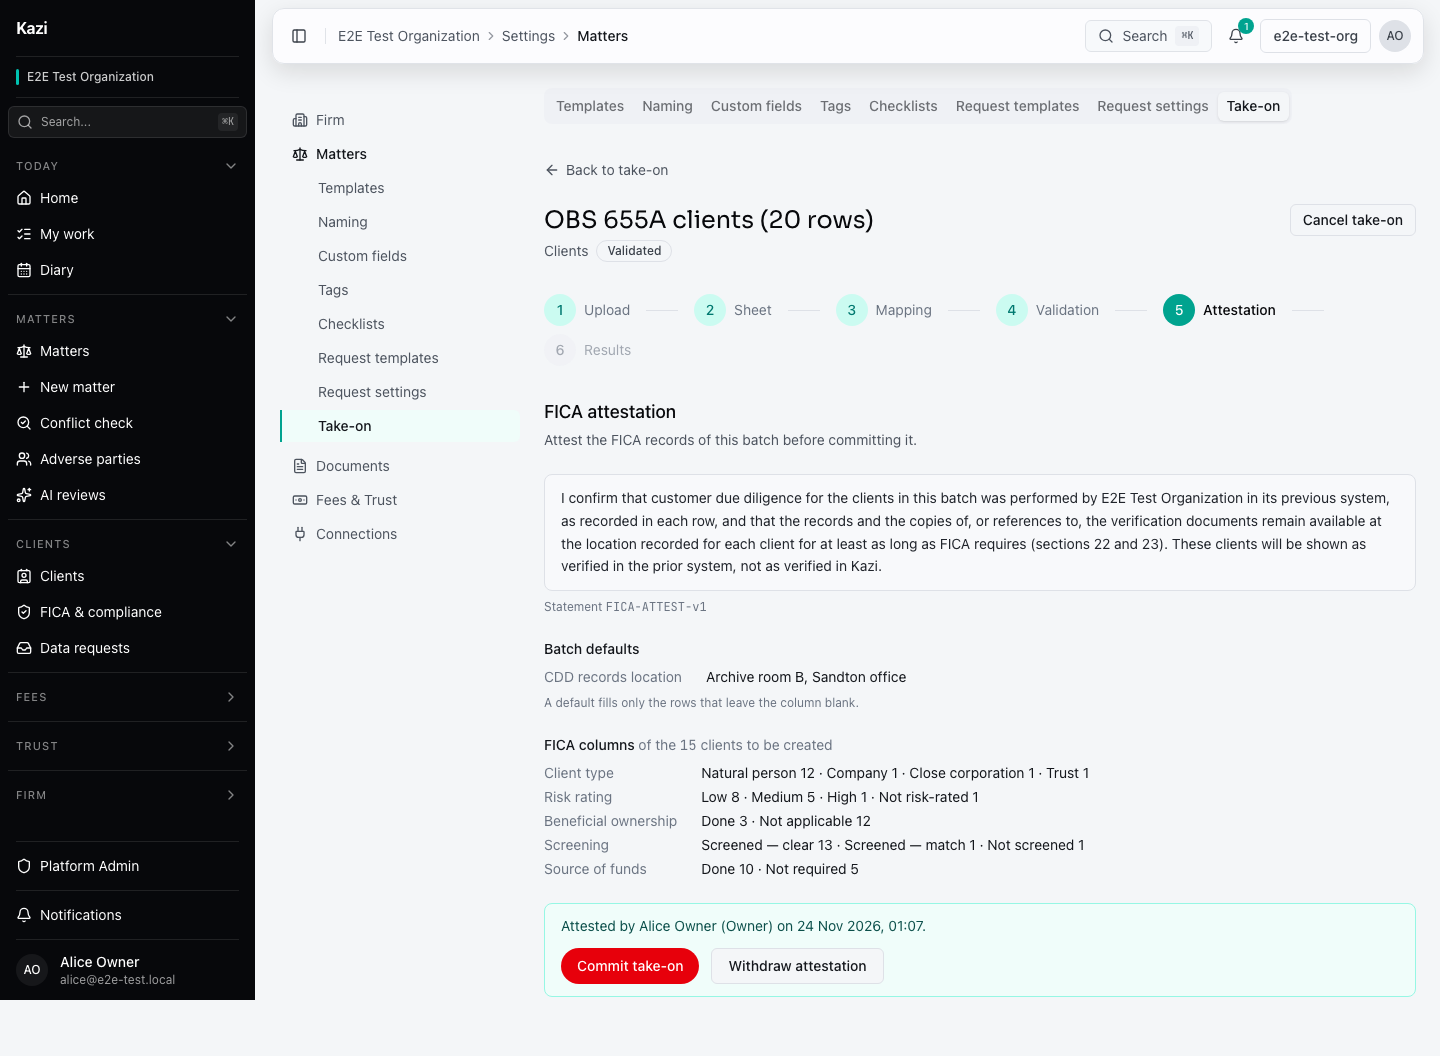 Kazi
E2E Test Organization
Search...
⌘K
TODAY
Home
My work
Diary
MATTERS
Matters
New matter
Conflict check
Adverse parties
AI reviews
CLIENTS
Clients
FICA & compliance
Data requests
FEES
TRUST
FIRM
Platform Admin
Notifications
AO
Alice Owner
alice@e2e-test.local
E2E Test Organization > Settings > Matters
Search ⌘K
1
e2e-test-org
AO
Firm
Matters
Templates
Naming
Custom fields
Tags
Checklists
Request templates
Request settings
Take-on
Documents
Fees & Trust
Connections
Templates Naming Custom fields Tags Checklists Request templates Request settings Take-on
← Back to take-on
OBS 655A clients (20 rows)
Cancel take-on
Clients Validated
1 Upload 2 Sheet 3 Mapping 4 Validation 5 Attestation
6 Results
FICA attestation
Attest the FICA records of this batch before committing it.
I confirm that customer due diligence for the clients in this batch was performed by E2E Test Organization in its previous system,
as recorded in each row, and that the records and the copies of, or references to, the verification documents remain available at
the location recorded for each client for at least as long as FICA requires (sections 22 and 23). These clients will be shown as
verified in the prior system, not as verified in Kazi.
Statement FICA-ATTEST-v1
Batch defaults
CDD records location Archive room B, Sandton office
A default fills only the rows that leave the column blank.
FICA columns of the 15 clients to be created
Client type Natural person 12 · Company 1 · Close corporation 1 · Trust 1
Risk rating Low 8 · Medium 5 · High 1 · Not risk-rated 1
Beneficial ownership Done 3 · Not applicable 12
Screening Screened — clear 13 · Screened — match 1 · Not screened 1
Source of funds Done 10 · Not required 5
Attested by Alice Owner (Owner) on 24 Nov 2026, 01:07.
Commit take-on Withdraw attestation